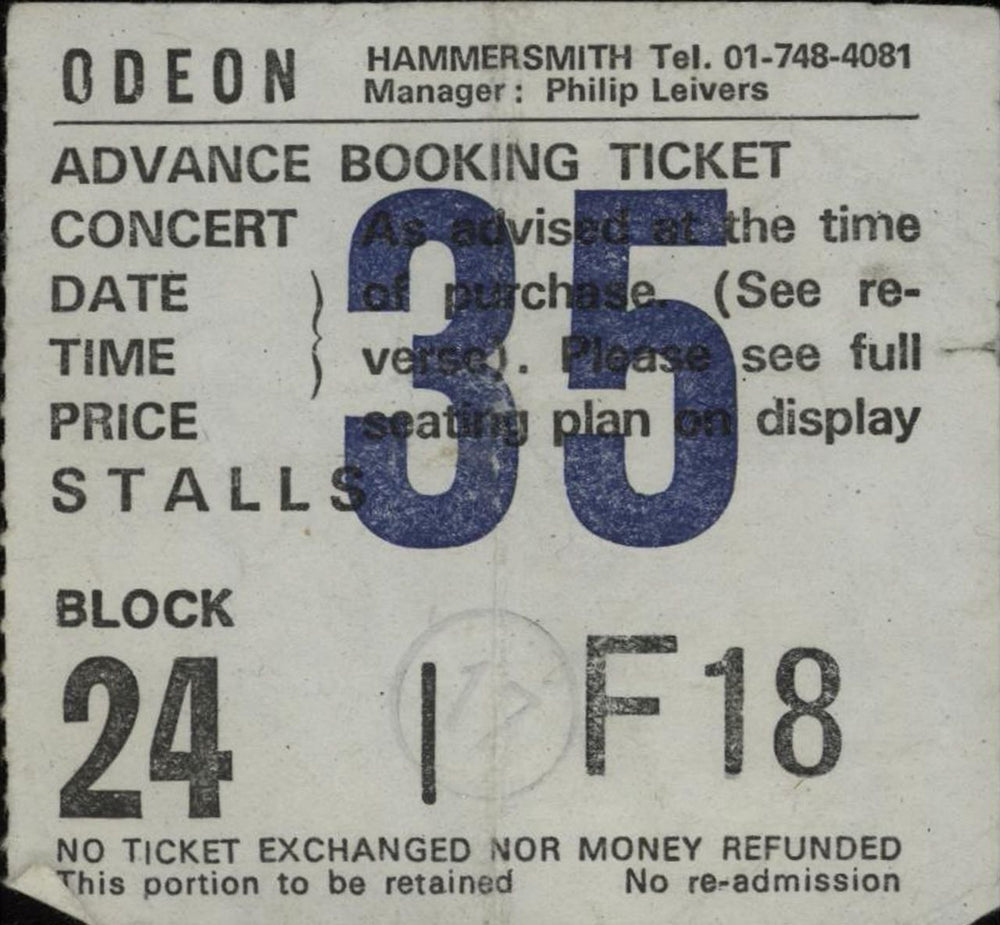 ODEON HAMMERSMITH Tel. 01-748-4081
Manager: Philip Leivers
ADVANCE BOOKING TICKET
CONCERT As advised at the time
DATE of purchase. (See re-
TIME verse). Please see full
PRICE seating plan on display
STALLS
35
BLOCK
24 | F 18
NO TICKET EXCHANGED NOR MONEY REFUNDED
This portion to be retained No re-admission